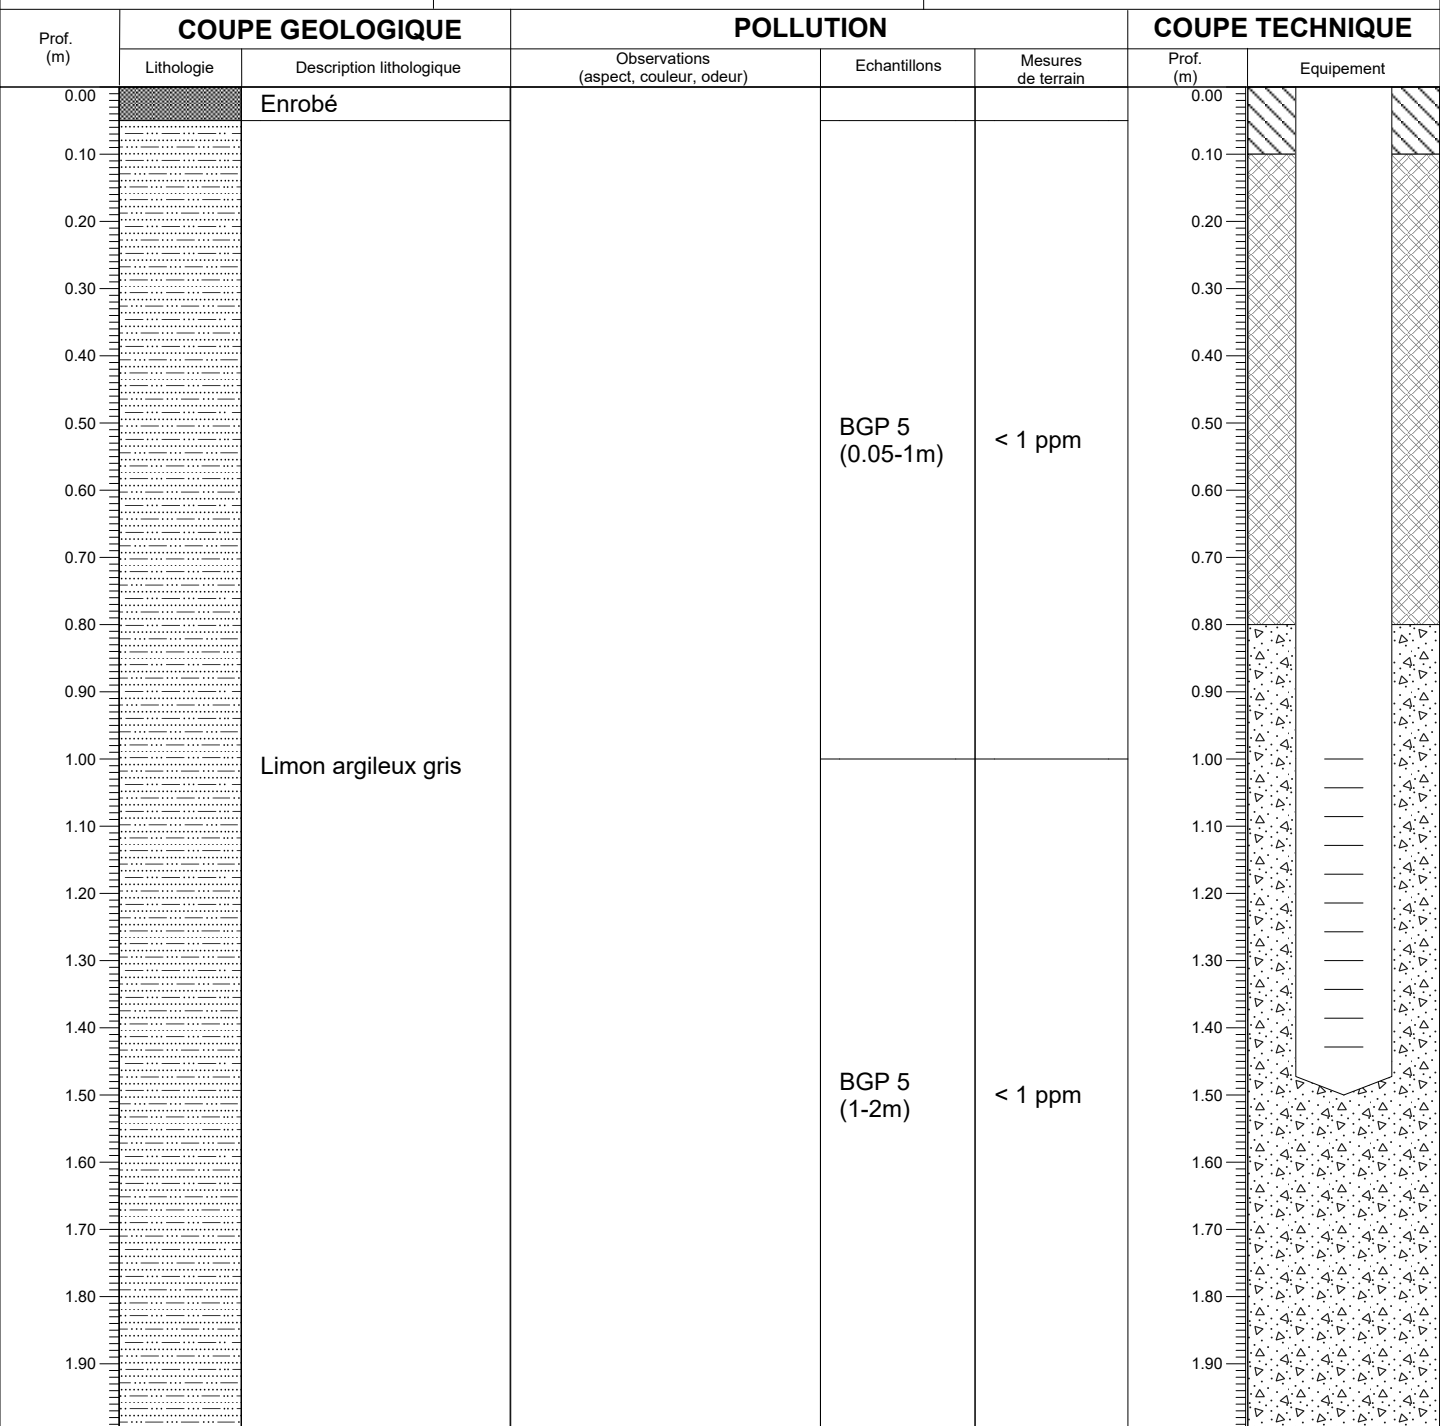 COUPE GEOLOGIQUE
POLLUTION
COUPE TECHNIQUE
Prof.
(m)
Lithologie
Description lithologique
Observations
(aspect, couleur, odeur)
Echantillons
Mesures
de terrain
Prof.
(m)
Equipement
0.00
Enrobé
0.00
0.10
0.10
0.20
0.20
0.30
0.30
0.40
0.40
0.50
BGP 5
(0.05-1m)
< 1 ppm
0.50
0.60
0.60
0.70
0.70
0.80
0.80
0.90
0.90
1.00
Limon argileux gris
1.00
1.10
1.10
1.20
1.20
1.30
1.30
1.40
1.40
1.50
BGP 5
(1-2m)
< 1 ppm
1.50
1.60
1.60
1.70
1.70
1.80
1.80
1.90
1.90